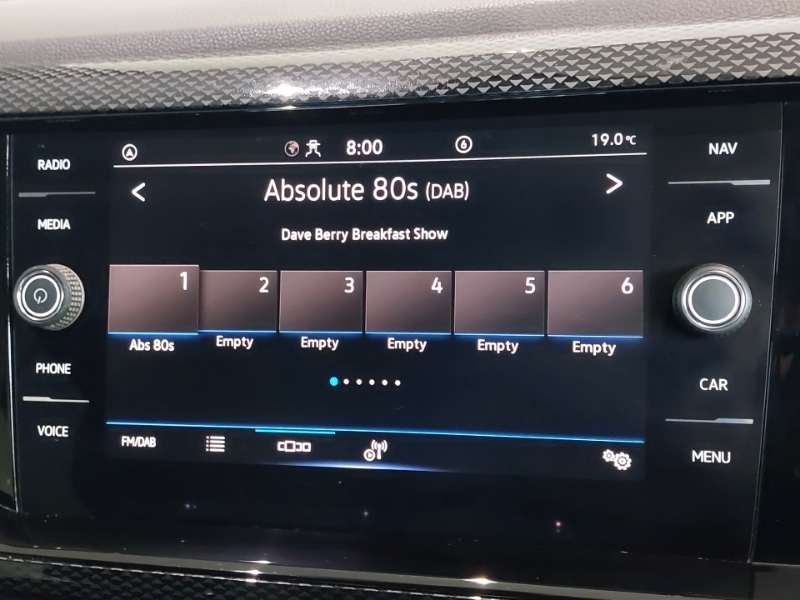 RADIO
MEDIA
PHONE
VOICE
8:00
6
19.0°C
< Absolute 80s (DAB) >
Dave Berry Breakfast Show
1 2 3 4 5 6
Abs 80s Empty Empty Empty Empty Empty
FM/DAB
NAV
APP
CAR
MENU